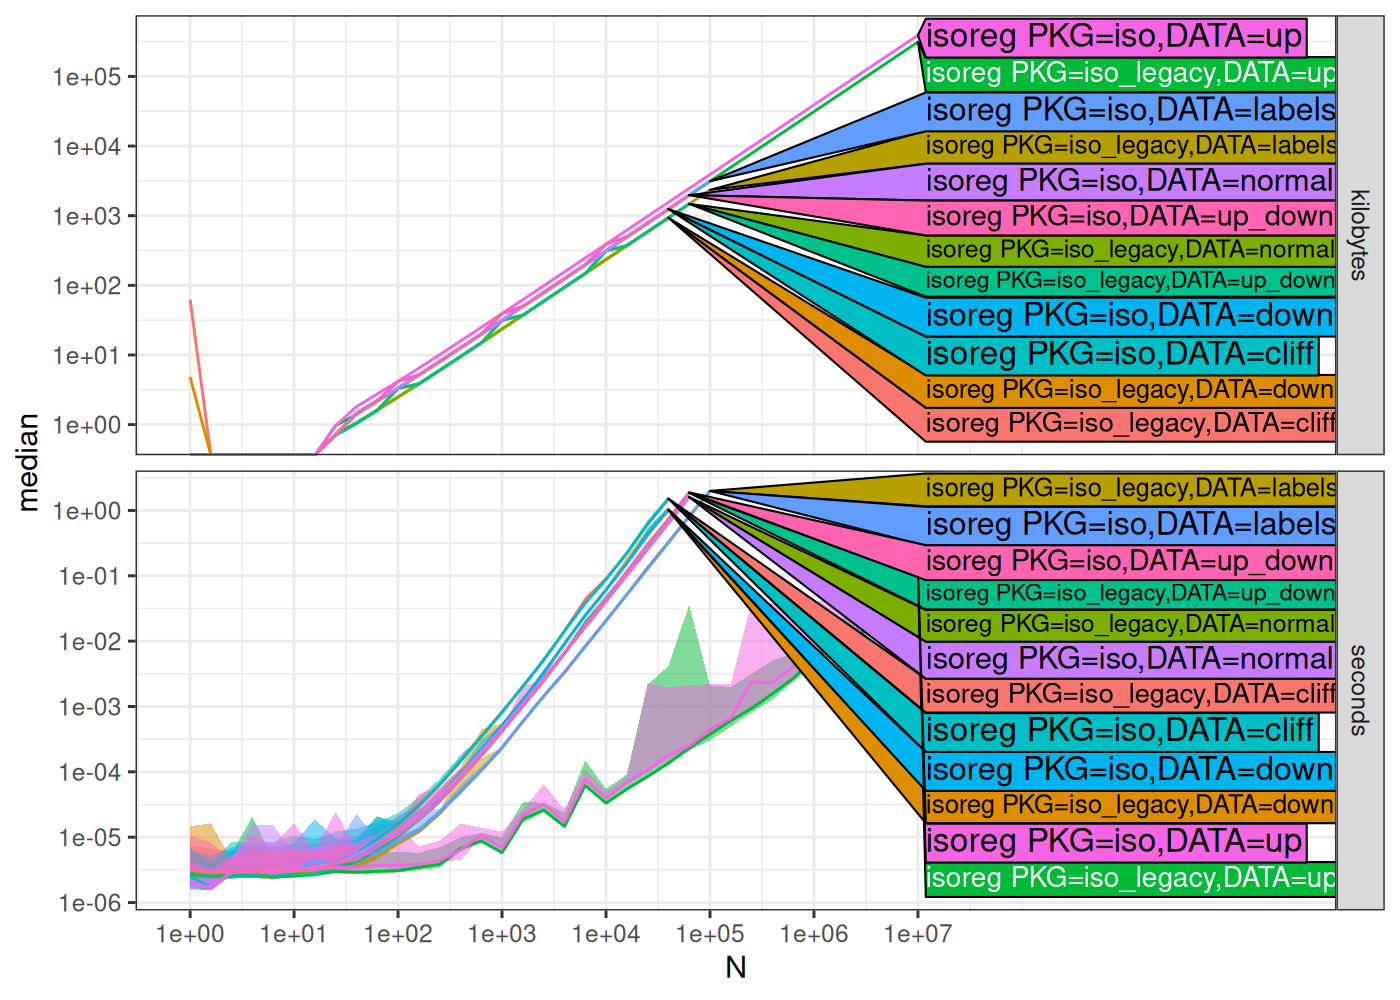 1e+05
1e+04
1e+03
1e+02
1e+01
1e+00
isoreg PKG=iso,DATA=up
isoreg PKG=iso_legacy,DATA=up
isoreg PKG=iso,DATA=labels
isoreg PKG=iso_legacy,DATA=labels
isoreg PKG=iso,DATA=normal
isoreg PKG=iso,DATA=up_down
isoreg PKG=iso_legacy,DATA=normal
isoreg PKG=iso_legacy,DATA=up_down
isoreg PKG=iso,DATA=down
isoreg PKG=iso,DATA=cliff
isoreg PKG=iso_legacy,DATA=down
isoreg PKG=iso_legacy,DATA=cliff
kilobytes
median
1e+00
1e-01
1e-02
1e-03
1e-04
1e-05
1e-06
isoreg PKG=iso_legacy,DATA=labels
isoreg PKG=iso,DATA=labels
isoreg PKG=iso,DATA=up_down
isoreg PKG=iso_legacy,DATA=up_down
isoreg PKG=iso_legacy,DATA=normal
isoreg PKG=iso,DATA=normal
isoreg PKG=iso_legacy,DATA=cliff
isoreg PKG=iso,DATA=cliff
isoreg PKG=iso,DATA=down
isoreg PKG=iso_legacy,DATA=down
isoreg PKG=iso,DATA=up
isoreg PKG=iso_legacy,DATA=up
seconds
1e+00 1e+01 1e+02 1e+03 1e+04 1e+05 1e+06 1e+07
N